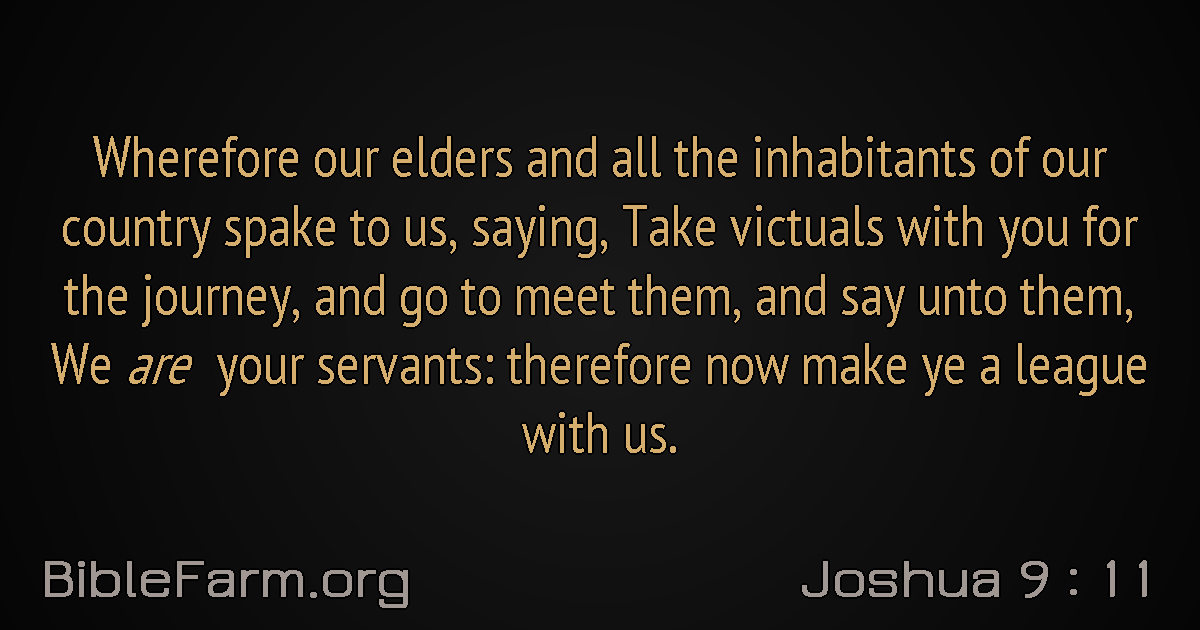 Wherefore our elders and all the inhabitants of our
country spake to us, saying, Take victuals with you for
the journey, and go to meet them, and say unto them,
We are your servants: therefore now make ye a league
with us.
BibleFarm.org
Joshua 9 : 11